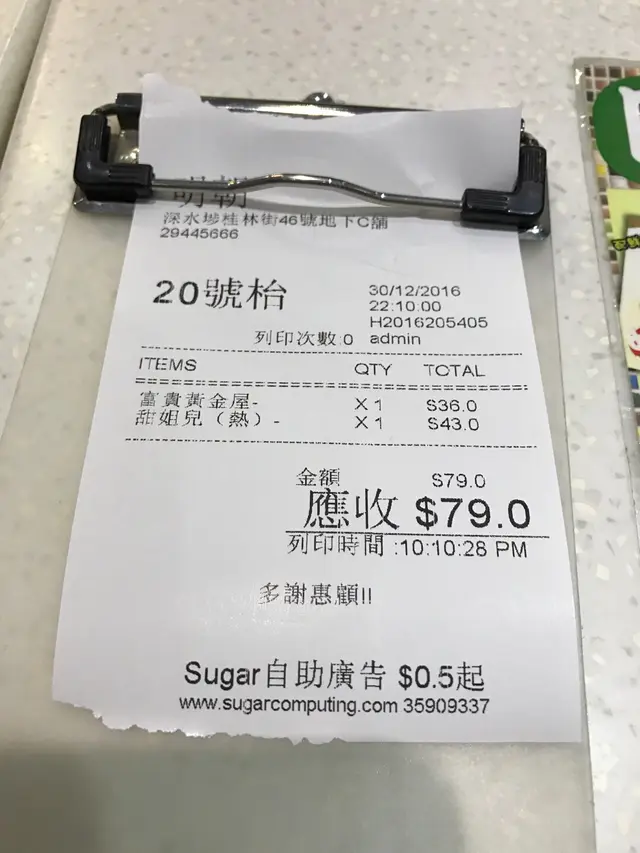 明朝
深水埗桂林街46號地下C舖
29445666
20號枱
30/12/2016
22:10:00
H2016205405
列印次數:0 admin
ITEMS QTY TOTAL
富貴黃金屋- X 1 $36.0
甜姐兒（熱）- X 1 $43.0
金額 $79.0
應收 $79.0
列印時間 :10:10:28 PM
多謝惠顧!!
Sugar自助廣告 $0.5起
www.sugarcomputing.com 35909337